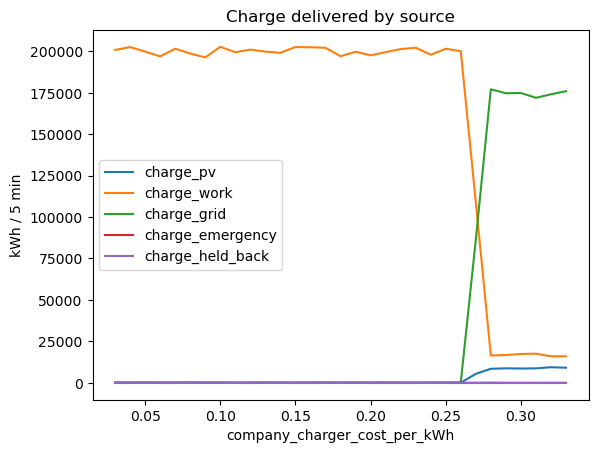 Charge delivered by source
kWh / 5 min
200000
175000
150000
125000
100000
75000
50000
25000
0
charge_pv
charge_work
charge_grid
charge_emergency
charge_held_back
0.05 0.10 0.15 0.20 0.25 0.30
company_charger_cost_per_kWh